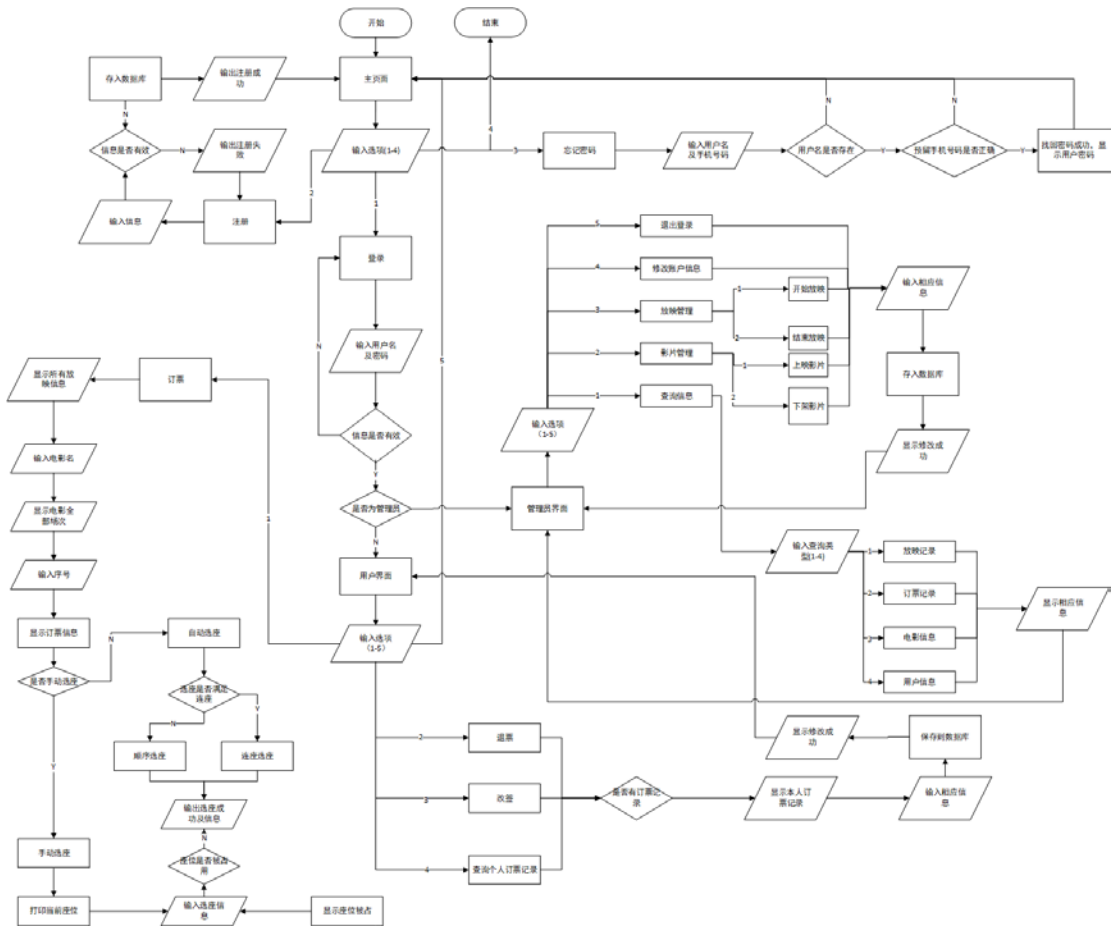 开始
结束
存入数据库
输出注册成
功
主页面
N
N
N
信息是否有效
N
输出注册失
效
输入选项(1-4)
4
3
忘记密码
输入用户名
及手机号码
用户名是否存在
Y
预留手机号码是否正确
Y
找回密码成功，显
示用户密码
2
1
输入信息
注册
登录
5
退出登录
4
修改账户信息
输入相应信
息
3
放映管理
1
开始放映
2
结束放映
N
输入用户名
及密码
5
2
影片管理
1
上映影片
存入数据库
显示所有放
映信息
订票
1
查询信息
2
下架影片
输入选项
（1-5）
信息是否有效
显示修改成
功
输入电影名
Y
是否为管理员
管理员界面
显示电影全
部场次
1
N
输入查询类
型(1-4)
1
放映记录
输入序号
用户界面
2
订票记录
显示相应信
息
显示订票信息
N
自动选座
输入选项
（1-5）
3
电影信息
是否手动选座
选座是否满足
连座
4
用户信息
N
Y
2
退票
显示修改成
功
保存到数据库
顺序选座
连座选座
Y
3
改签
是否有订票记
录
显示本人订
票记录
输入相应信息
输出选座成
功及信息
N
手动选座
座位是否被占
用
4
查询个人订票记录
打印当前座位
输入选座信
息
显示座位被占